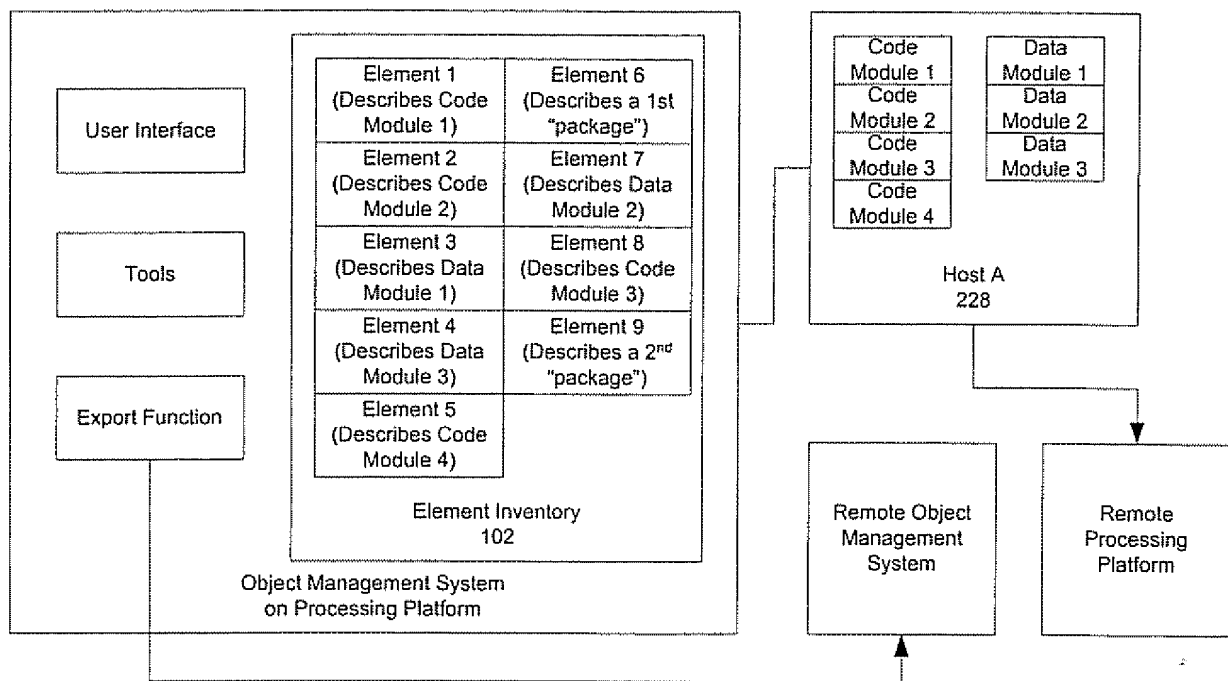 User Interface
Tools
Export Function
Element 1
(Describes Code
Module 1)
Element 2
(Describes Code
Module 2)
Element 3
(Describes Data
Module 1)
Element 4
(Describes Data
Module 3)
Element 5
(Describes Code
Module 4)
Element 6
(Describes a 1st
“package”)
Element 7
(Describes Data
Module 2)
Element 8
(Describes Code
Module 3)
Element 9
(Describes a 2nd
“package”)
Element Inventory
102
Object Management System
on Processing Platform
Code
Module 1
Code
Module 2
Code
Module 3
Code
Module 4
Data
Module 1
Data
Module 2
Data
Module 3
Host A
228
Remote Object
Management
System
Remote
Processing
Platform